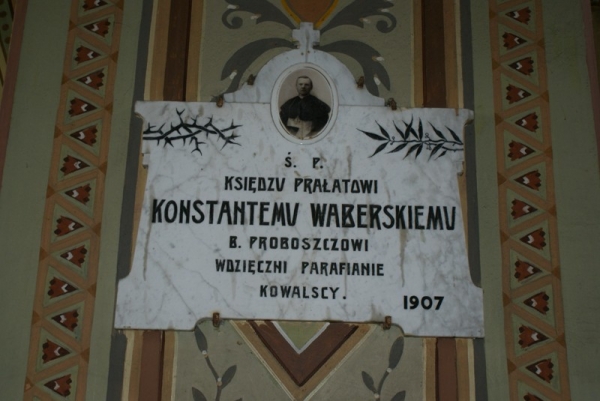 Ś. P.
KSIĘDZU PRAŁATOWI
KONSTANTEMU WABERSKIEMU
B. PROBOSZCZOWI
WDZIĘCZNI PARAFIANIE
KOWALSCY.
1907